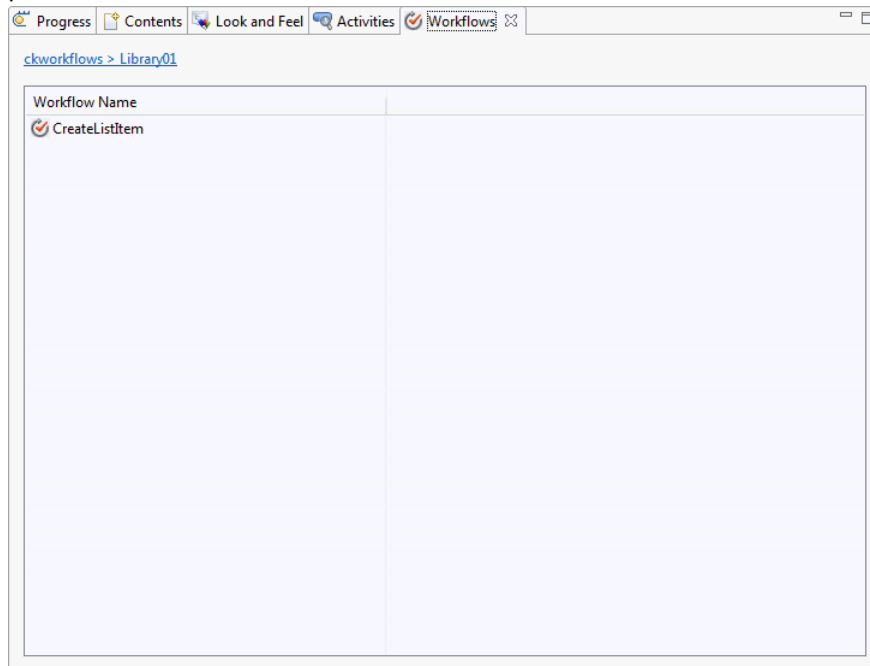 Progress Contents Look and Feel Activities Workflows
ckworkflows > Library01
Workflow Name
CreateListItem